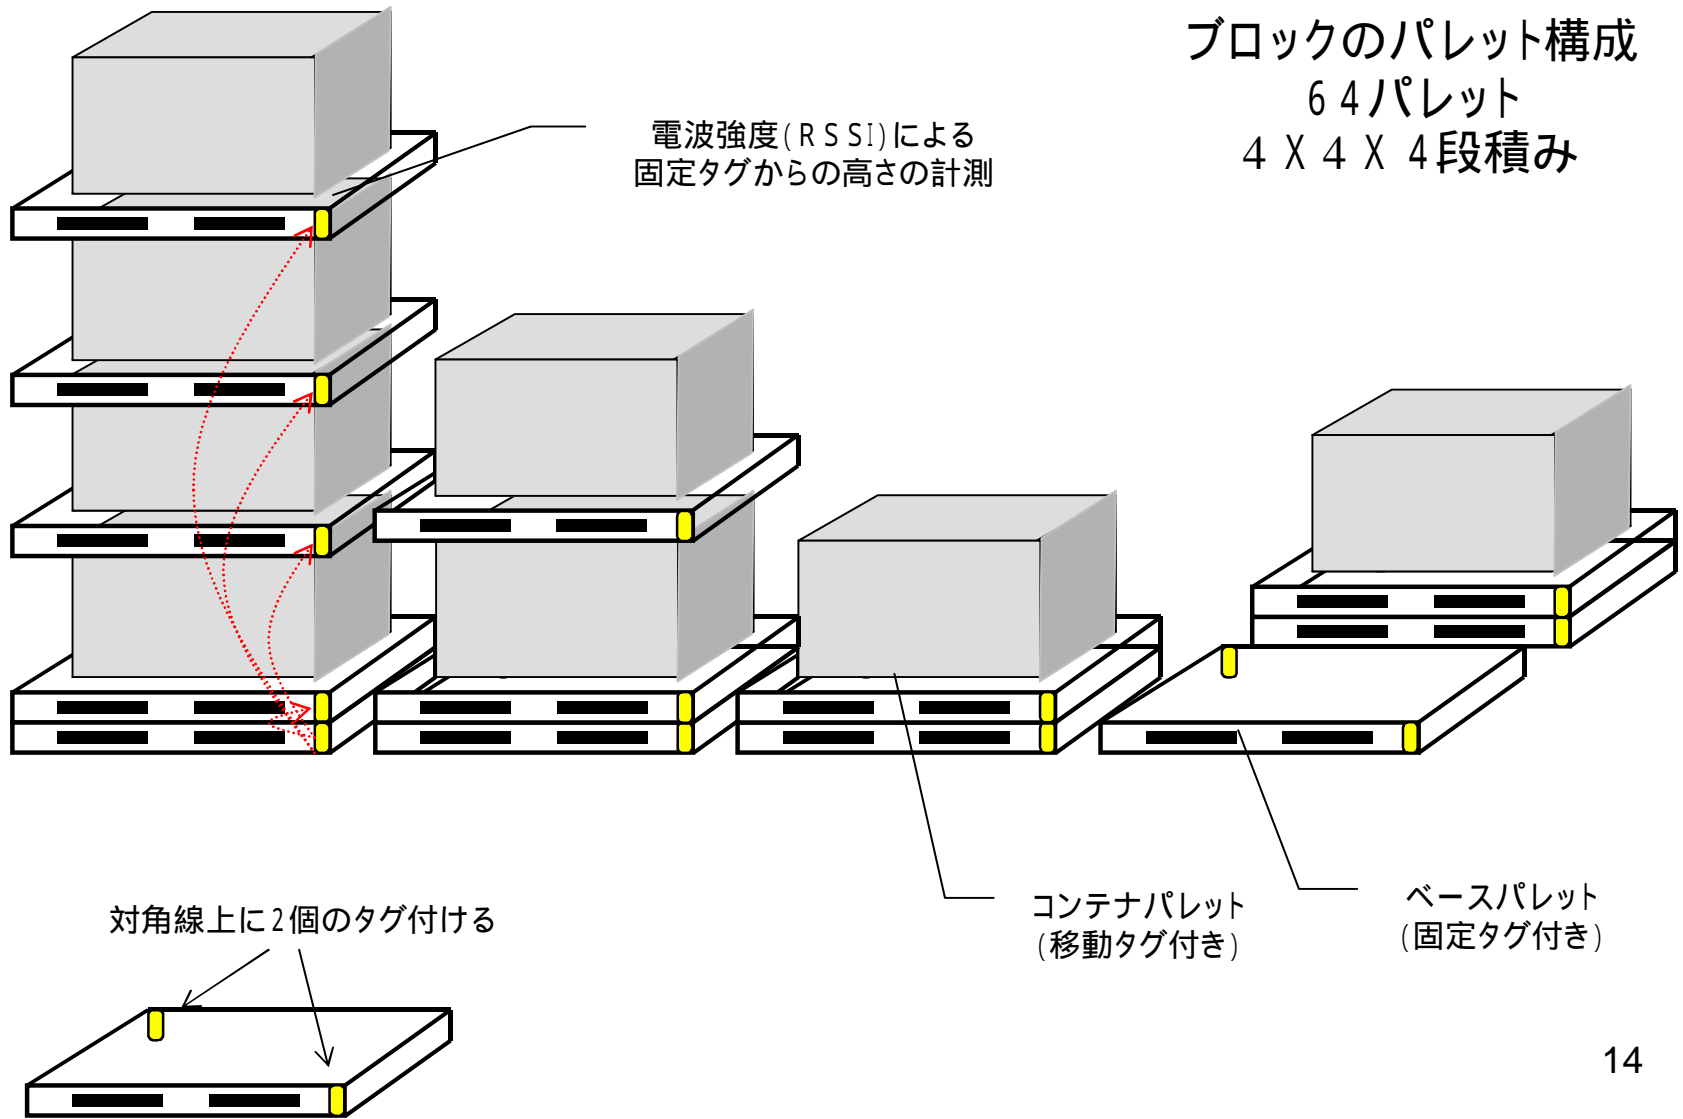 ブロックのパレット構成
64パレット
4X4X 4段積み
電波強度(RSSI)による
固定タグからの高さの計測
コンテナパレット
(移動タグ付き)
ベースパレット
(固定タグ付き)
対角線上に2個のタグ付ける
14